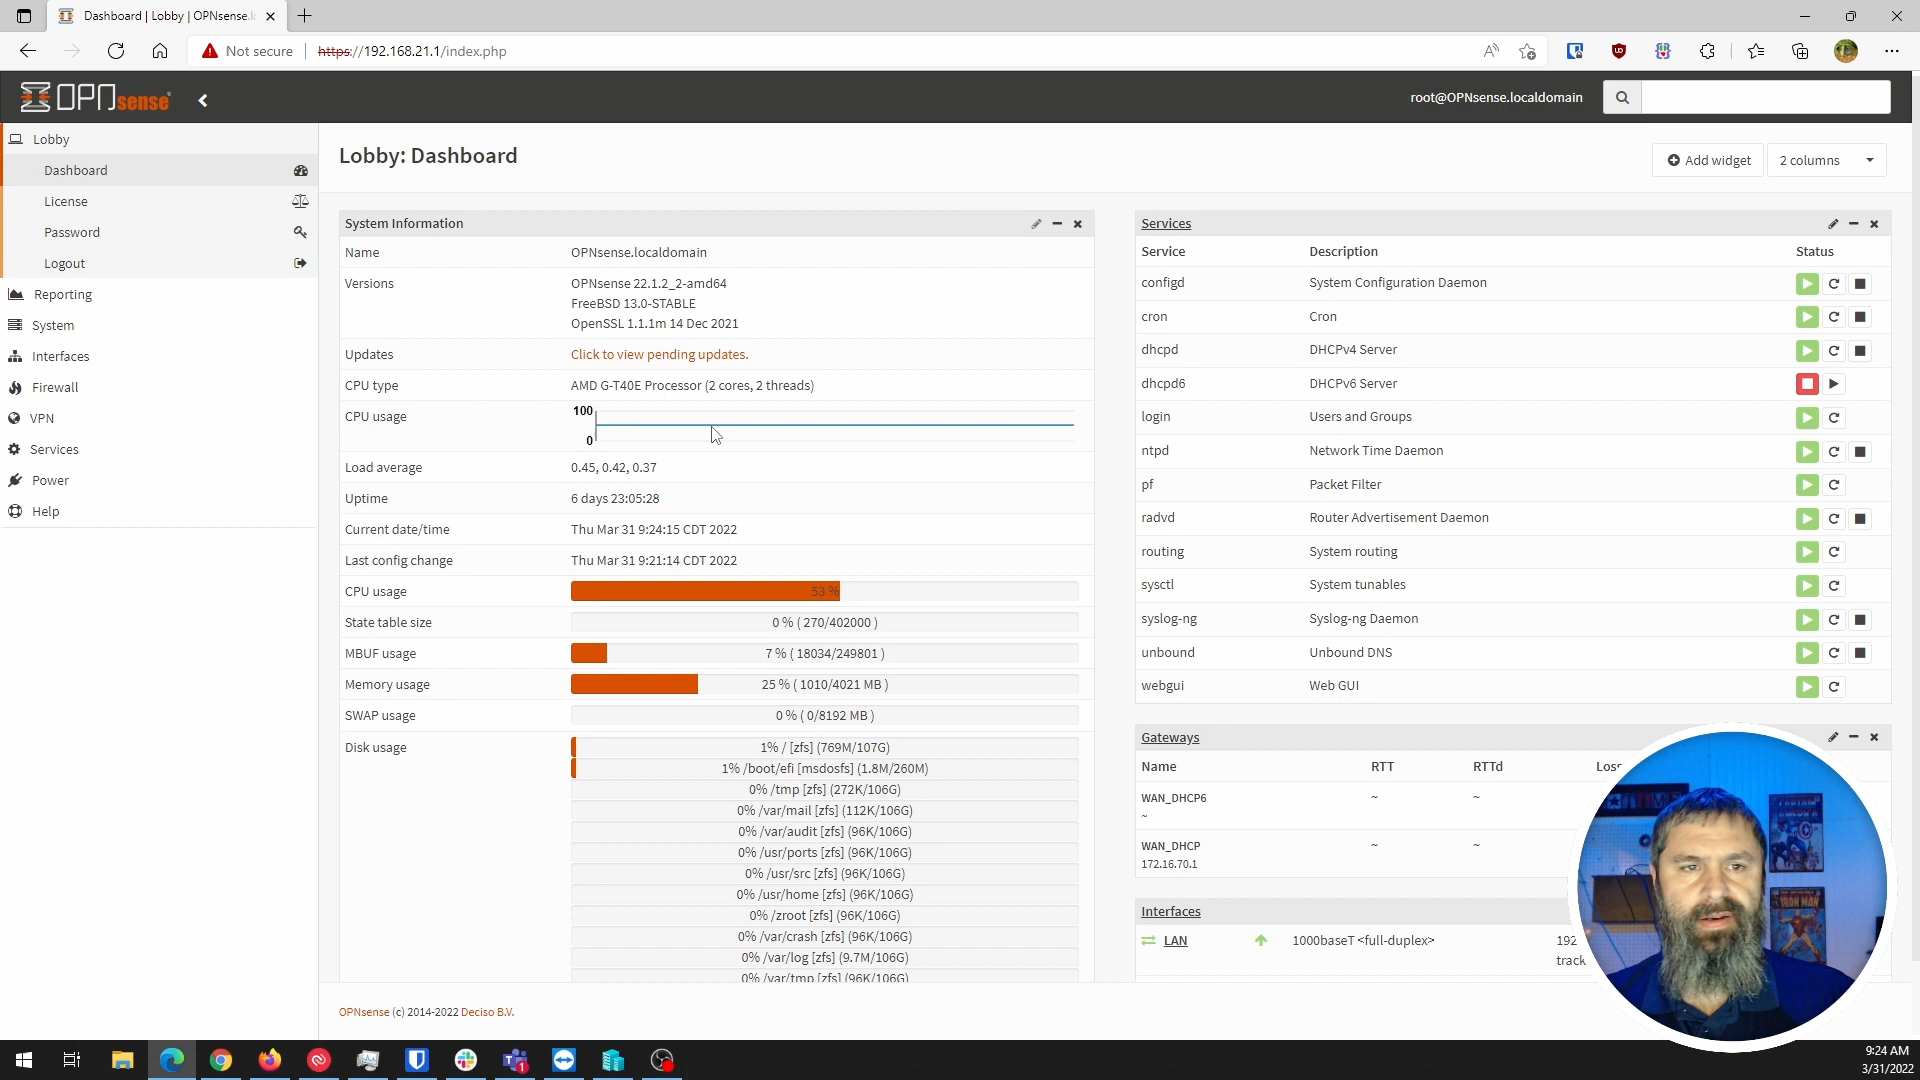 Dashboard | Lobby | OPNsense.lo
Not secure
https://192.168.21.1/index.php
OPNsense
root@OPNsense.localdomain
Lobby
Dashboard
License
Password
Logout
Reporting
System
Interfaces
Firewall
VPN
Services
Power
Help
Lobby: Dashboard
Add widget
2 columns
System Information
Name OPNsense.localdomain
Versions OPNsense 22.1.2_2-amd64
FreeBSD 13.0-STABLE
OpenSSL 1.1.1m 14 Dec 2021
Updates Click to view pending updates.
CPU type AMD G-T40E Processor (2 cores, 2 threads)
CPU usage 100
0
Load average 0.45, 0.42, 0.37
Uptime 6 days 23:05:28
Current date/time Thu Mar 31 9:24:15 CDT 2022
Last config change Thu Mar 31 9:21:14 CDT 2022
CPU usage 53 %
State table size 0 % ( 270/402000 )
MBUF usage 7 % ( 18034/249801 )
Memory usage 25 % ( 1010/4021 MB )
SWAP usage 0 % ( 0/8192 MB )
Disk usage 1% / [zfs] (769M/107G)
1% /boot/efi [msdosfs] (1.8M/260M)
0% /tmp [zfs] (272K/106G)
0% /var/mail [zfs] (112K/106G)
0% /var/audit [zfs] (96K/106G)
0% /usr/ports [zfs] (96K/106G)
0% /usr/src [zfs] (96K/106G)
0% /usr/home [zfs] (96K/106G)
0% /zroot [zfs] (96K/106G)
0% /var/crash [zfs] (96K/106G)
0% /var/log [zfs] (9.7M/106G)
0% /var/tmp [zfs] (96K/106G)
Services
Service Description Status
configd System Configuration Daemon
cron Cron
dhcpd DHCPv4 Server
dhcpd6 DHCPv6 Server
login Users and Groups
ntpd Network Time Daemon
pf Packet Filter
radvd Router Advertisement Daemon
routing System routing
sysctl System tunables
syslog-ng Syslog-ng Daemon
unbound Unbound DNS
webgui Web GUI
Gateways
Name RTT RTTd Loss
WAN_DHCP6 ~ ~
~
WAN_DHCP ~ ~
172.16.70.1
Interfaces
LAN 1000baseT <full-duplex> 192
track
IRON MAN
OPNsense (c) 2014-2022 Deciso B.V.
9:24 AM
3/31/2022